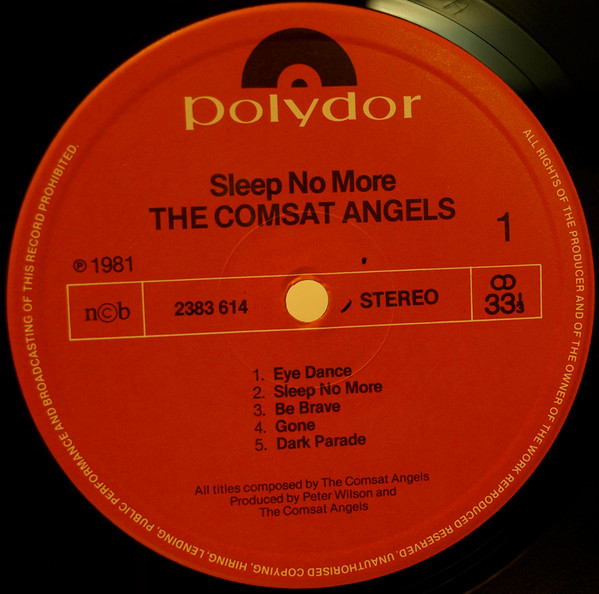 polydor
Sleep No More
THE COMSAT ANGELS
1
℗ 1981
n©b
2383 614
STEREO
33⅓
1. Eye Dance
2. Sleep No More
3. Be Brave
4. Gone
5. Dark Parade
All titles composed by The Comsat Angels
Produced by Peter Wilson and
The Comsat Angels
ALL RIGHTS OF THE PRODUCER AND OF THE OWNER OF THE WORK REPRODUCED RESERVED. UNAUTHORISED COPYING, HIRING, LENDING, PUBLIC PERFORMANCE AND BROADCASTING OF THIS RECORD PROHIBITED.